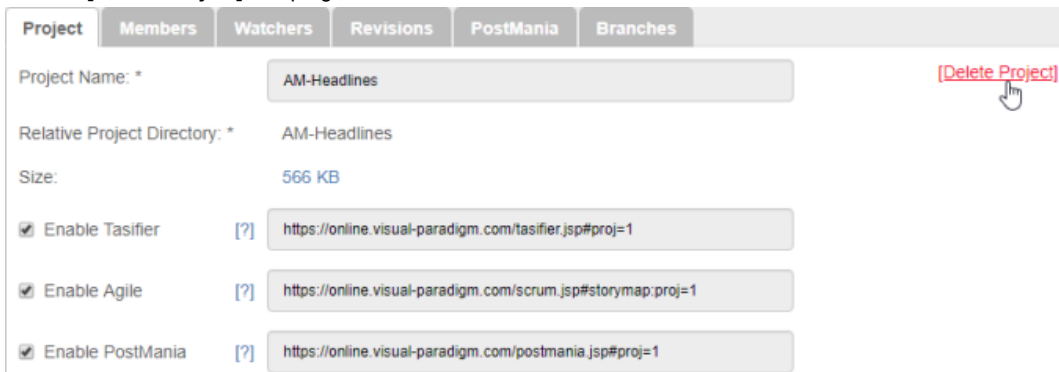 Project Members Watchers Revisions PostMania Branches
Project Name: * AM-Headlines [Delete Project]
Relative Project Directory: * AM-Headlines
Size: 566 KB
Enable Tasifier [?] https://online.visual-paradigm.com/tasifier.jsp#proj=1
Enable Agile [?] https://online.visual-paradigm.com/scrum.jsp#storymap:proj=1
Enable PostMania [?] https://online.visual-paradigm.com/postmania.jsp#proj=1